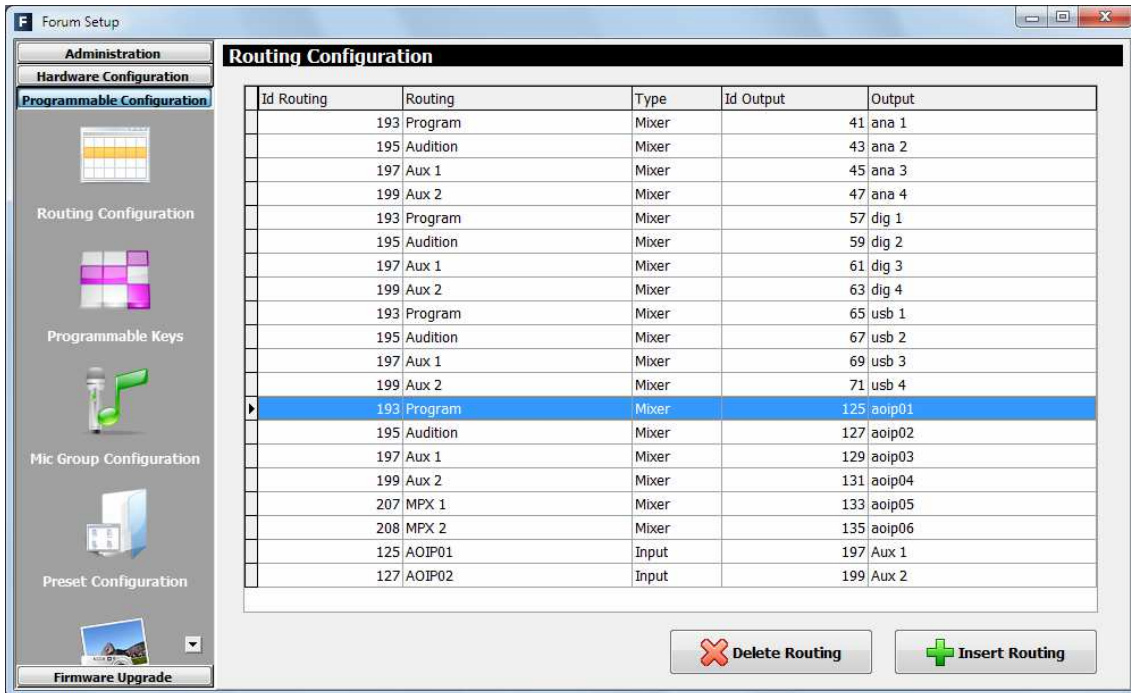 F Forum Setup
Administration
Hardware Configuration
Programmable Configuration
Routing Configuration
Programmable Keys
Mic Group Configuration
Preset Configuration
Firmware Upgrade
Routing Configuration
Id Routing Routing Type Id Output Output
193 Program Mixer 41 ana 1
195 Audition Mixer 43 ana 2
197 Aux 1 Mixer 45 ana 3
199 Aux 2 Mixer 47 ana 4
193 Program Mixer 57 dig 1
195 Audition Mixer 59 dig 2
197 Aux 1 Mixer 61 dig 3
199 Aux 2 Mixer 63 dig 4
193 Program Mixer 65 usb 1
195 Audition Mixer 67 usb 2
197 Aux 1 Mixer 69 usb 3
199 Aux 2 Mixer 71 usb 4
193 Program Mixer 125 aoip01
195 Audition Mixer 127 aoip02
197 Aux 1 Mixer 129 aoip03
199 Aux 2 Mixer 131 aoip04
207 MPX 1 Mixer 133 aoip05
208 MPX 2 Mixer 135 aoip06
125 AOIP01 Input 197 Aux 1
127 AOIP02 Input 199 Aux 2
Delete Routing
Insert Routing